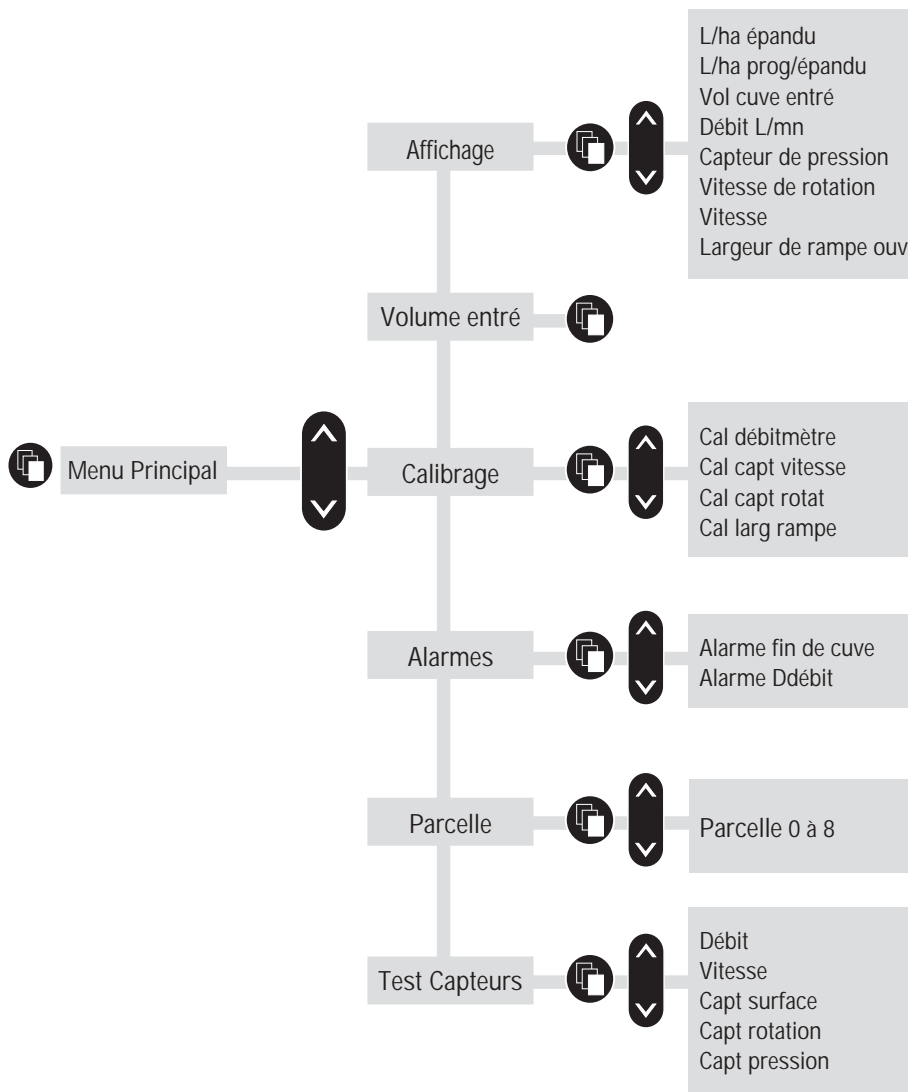 Affichage
L/ha épandu
L/ha prog/épandu
Vol cuve entré
Débit L/mn
Capteur de pression
Vitesse de rotation
Vitesse
Largeur de rampe ouv
Volume entré
Menu Principal
Calibrage
Cal débitmètre
Cal capt vitesse
Cal capt rotat
Cal larg rampe
Alarmes
Alarme fin de cuve
Alarme Ddébit
Parcelle
Parcelle 0 à 8
Test Capteurs
Débit
Vitesse
Capt surface
Capt rotation
Capt pression